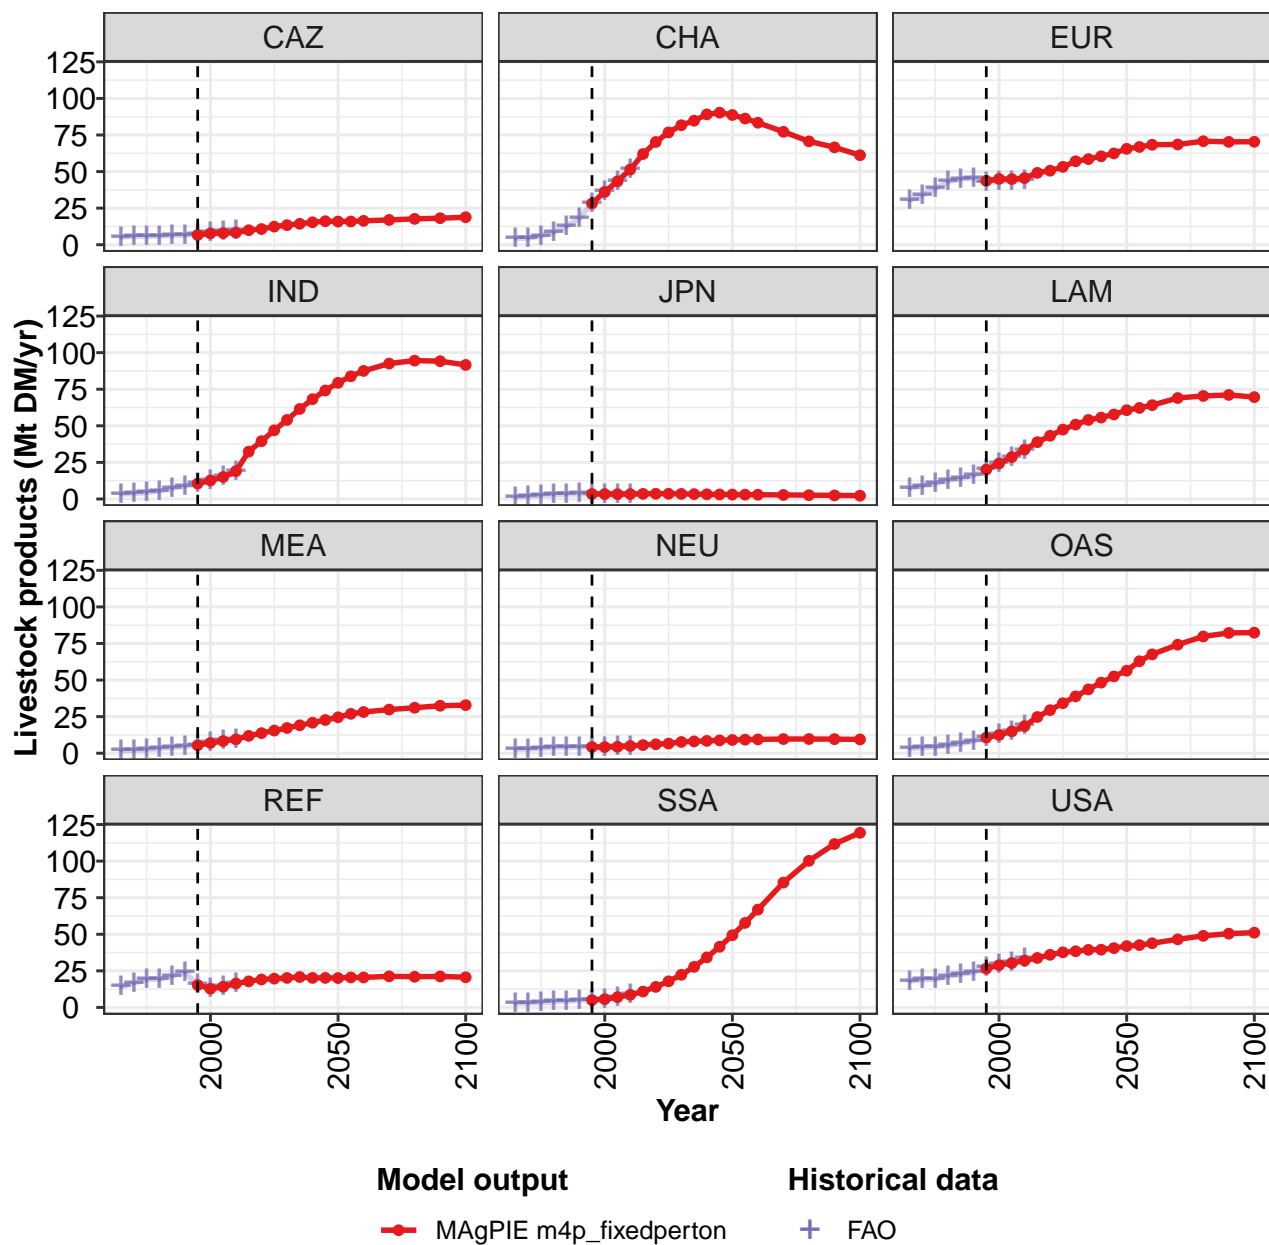 CAZ CHA EUR
125
100
75
50
25
0
IND JPN LAM
125
100
75
50
25
0
MEA NEU OAS
125
100
75
50
25
0
REF SSA USA
125
100
75
50
25
0
Livestock products (Mt DM/yr)
2000 2050 2100 2000 2050 2100 2000 2050 2100
Year
Model output Historical data
MAgPIE m4p_fixedperton FAO